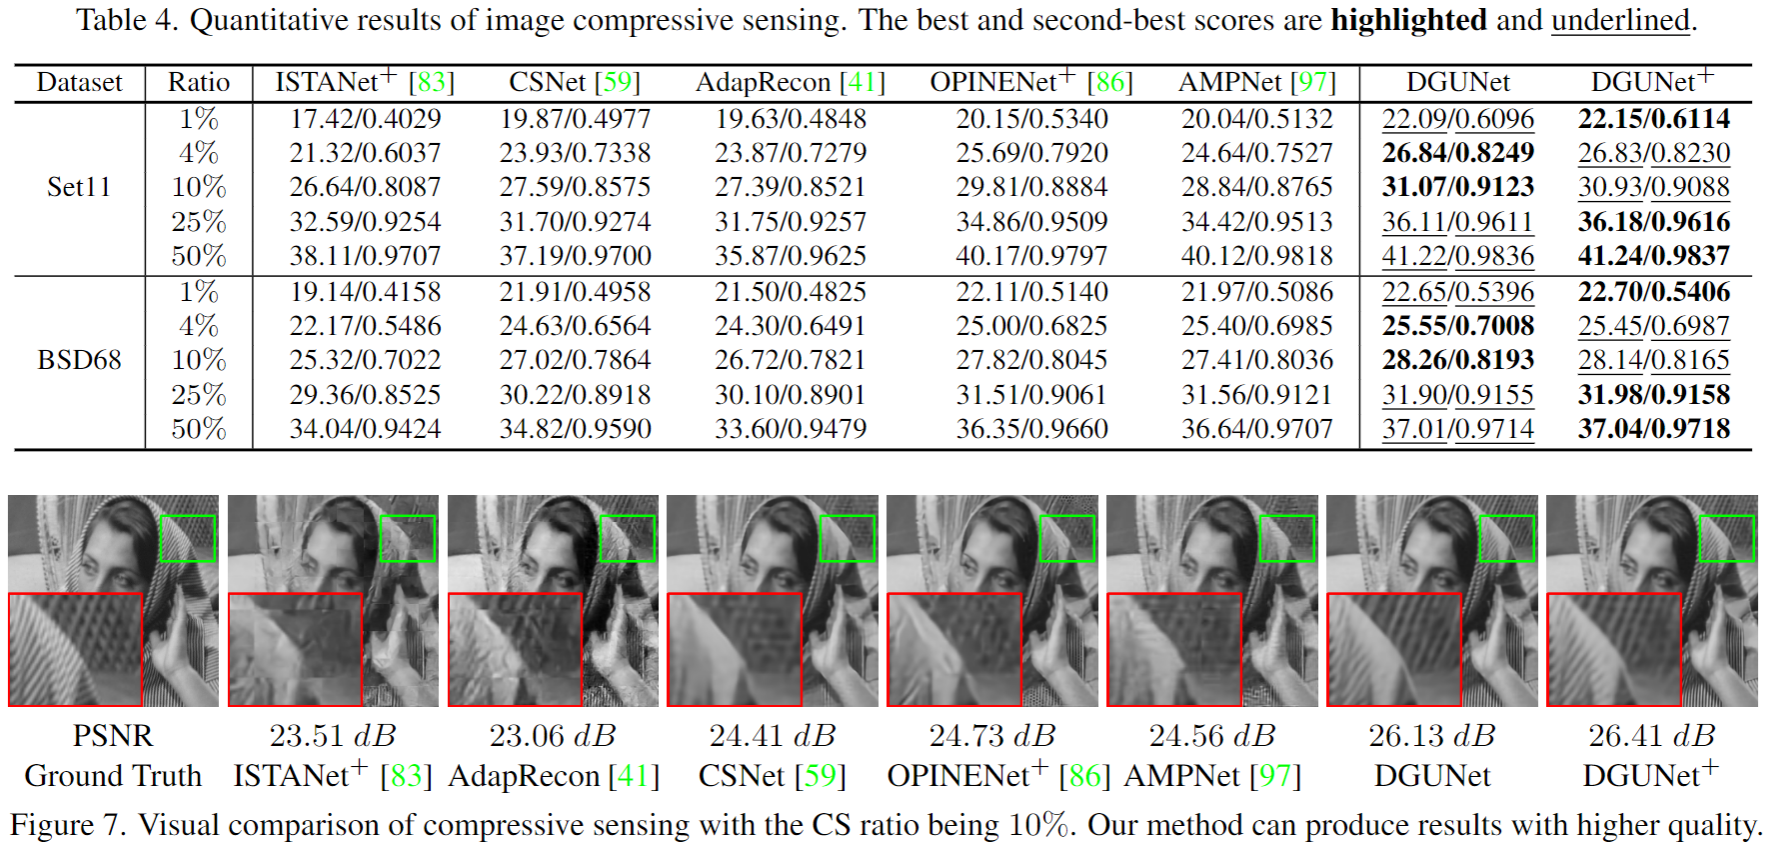 Table 4. Quantitative results of image compressive sensing. The best and second-best scores are highlighted and underlined.
Dataset Ratio ISTANet+ [83] CSNet [59] AdapRecon [41] OPINENet+ [86] AMPNet [97] DGUNet DGUNet+
Set11
1% 17.42/0.4029 19.87/0.4977 19.63/0.4848 20.15/0.5340 20.04/0.5132 22.09/0.6096 22.15/0.6114
4% 21.32/0.6037 23.93/0.7338 23.87/0.7279 25.69/0.7920 24.64/0.7527 26.84/0.8249 26.83/0.8230
10% 26.64/0.8087 27.59/0.8575 27.39/0.8521 29.81/0.8884 28.84/0.8765 31.07/0.9123 30.93/0.9088
25% 32.59/0.9254 31.70/0.9274 31.75/0.9257 34.86/0.9509 34.42/0.9513 36.11/0.9611 36.18/0.9616
50% 38.11/0.9707 37.19/0.9700 35.87/0.9625 40.17/0.9797 40.12/0.9818 41.22/0.9836 41.24/0.9837
BSD68
1% 19.14/0.4158 21.91/0.4958 21.50/0.4825 22.11/0.5140 21.97/0.5086 22.65/0.5396 22.70/0.5406
4% 22.17/0.5486 24.63/0.6564 24.30/0.6491 25.00/0.6825 25.40/0.6985 25.55/0.7008 25.45/0.6987
10% 25.32/0.7022 27.02/0.7864 26.72/0.7821 27.82/0.8045 27.41/0.8036 28.26/0.8193 28.14/0.8165
25% 29.36/0.8525 30.22/0.8918 30.10/0.8901 31.51/0.9061 31.56/0.9121 31.90/0.9155 31.98/0.9158
50% 34.04/0.9424 34.82/0.9590 33.60/0.9479 36.35/0.9660 36.64/0.9707 37.01/0.9714 37.04/0.9718
PSNR 23.51 dB 23.06 dB 24.41 dB 24.73 dB 24.56 dB 26.13 dB 26.41 dB
Ground Truth ISTANet+ [83] AdapRecon [41] CSNet [59] OPINENet+ [86] AMPNet [97] DGUNet DGUNet+
Figure 7. Visual comparison of compressive sensing with the CS ratio being 10%. Our method can produce results with higher quality.